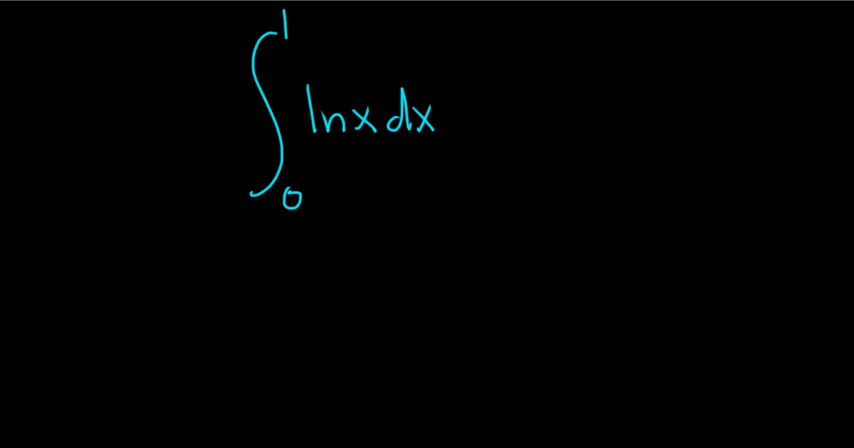 ∫₀¹ ln x dx